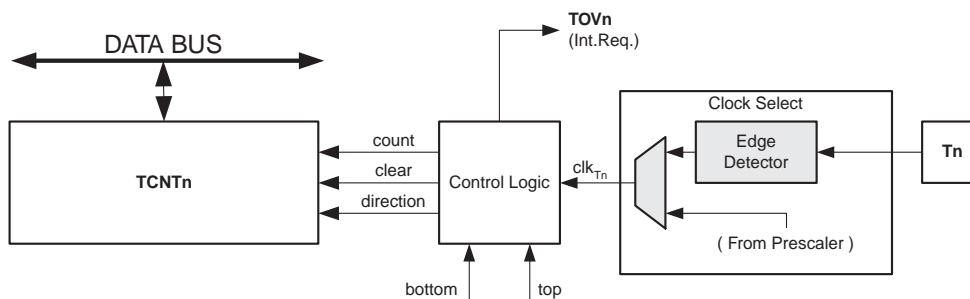 TOVn
(Int.Req.)
DATA BUS
Clock Select
count
Edge
Detector
Tn
TCNTn
clear
Control Logic
clkTn
direction
( From Prescaler )
bottom
top